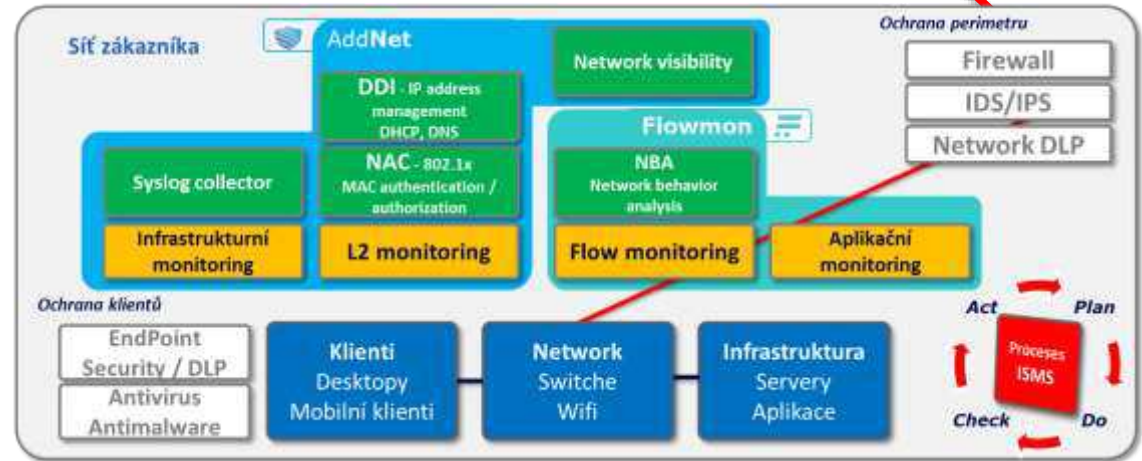 Síť zákazníka
AddNet
Network visibility
DDI - IP address
management
DHCP, DNS
NAC - 802.1x
MAC authentication /
authorization
Syslog collector
Infrastrukturní
monitoring
L2 monitoring
Flowmon
NBA
Network behavior
analysis
Flow monitoring
Aplikační
monitoring
Ochrana perimetru
Firewall
IDS/IPS
Network DLP
Ochrana klientů
EndPoint
Security / DLP
Antivirus
Antimalware
Klienti
Desktopy
Mobilní klienti
Network
Switche
Wifi
Infrastruktura
Servery
Aplikace
Act
Plan
Proceses
ISMS
Check
Do